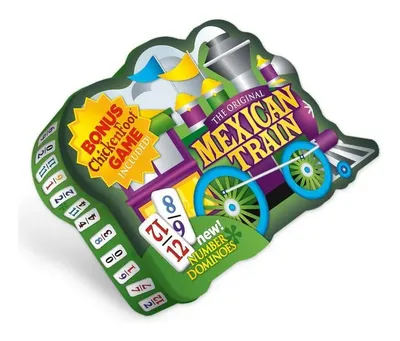 BONUS
ChickenFoot
GAME
INCLUDED
THE ORIGINAL
MEXICAN
TRAIN
8
9
12
12
new!
NUMBER
DOMINOES